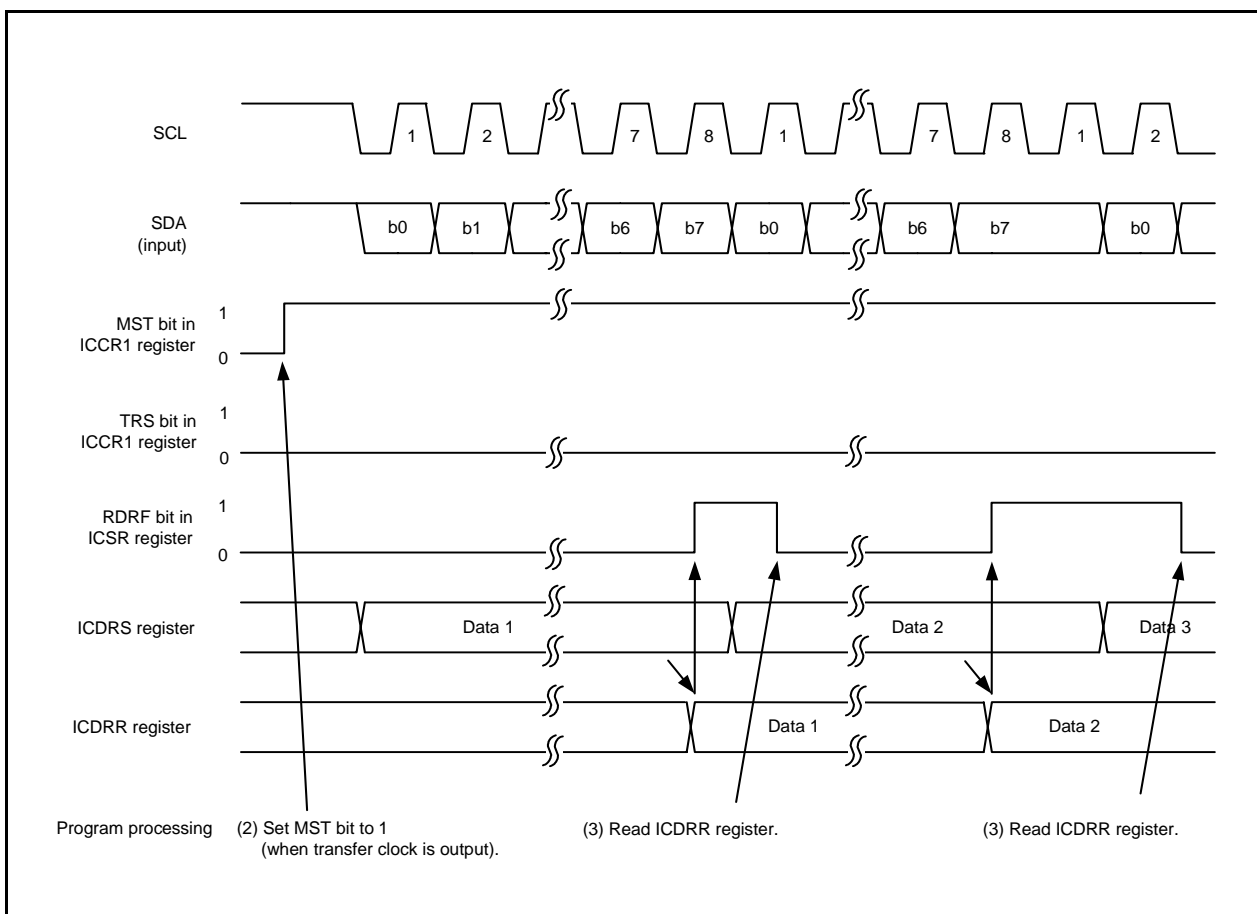 SCL
1 2 7 8 1 7 8 1 2
SDA
(input)
b0 b1 b6 b7 b0 b6 b7 b0
MST bit in
ICCR1 register
1
0
TRS bit in
ICCR1 register
1
0
RDRF bit in
ICSR register
1
0
ICDRS register
Data 1 Data 2 Data 3
ICDRR register
Data 1 Data 2
Program processing
(2) Set MST bit to 1
(when transfer clock is output).
(3) Read ICDRR register.
(3) Read ICDRR register.